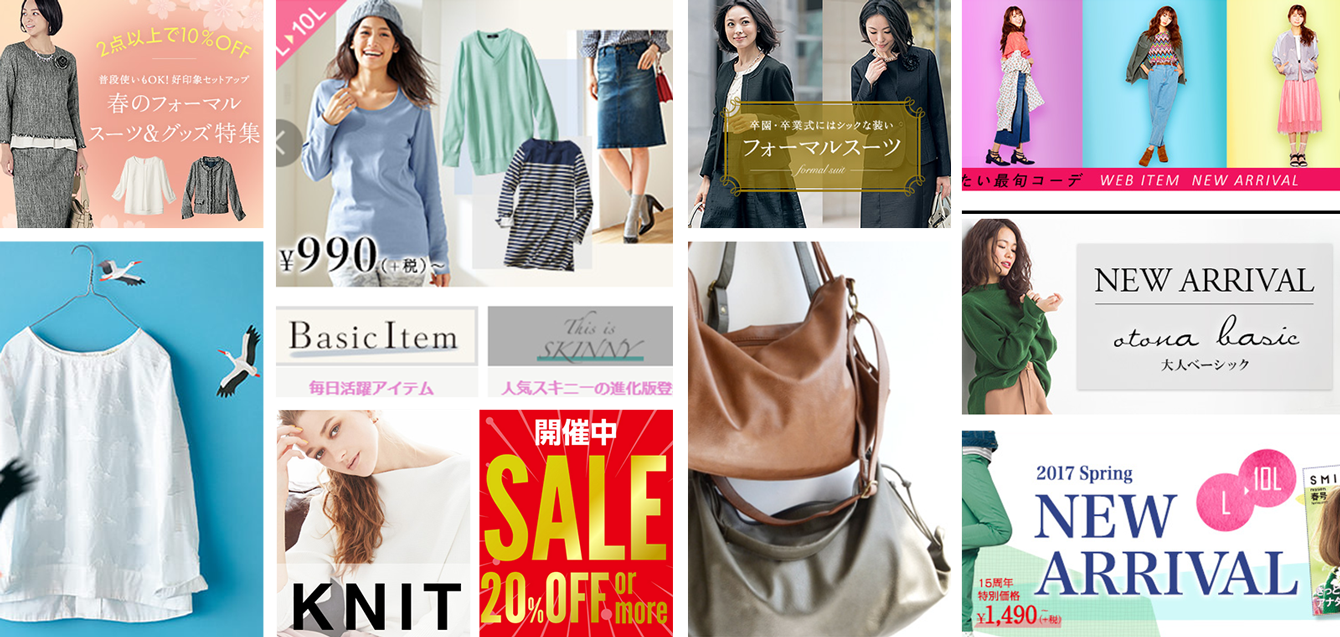 2点以上で10%OFF
普段使いもOK!好印象セットアップ
春のフォーマル
スーツ&グッズ特集
L▶10L
¥990(+税)~
Basic Item
毎日活躍アイテム
This is
SKINNY
人気スキニーの進化版登
KNIT
開催中
SALE
20%OFF or more
卒園・卒業式にはシックな装い
フォーマルスーツ
formal suit
たい最旬コーデ WEB ITEM NEW ARRIVAL
NEW ARRIVAL
otona basic
大人ベーシック
2017 Spring
NEW
ARRIVAL
L▶10L
15周年
特別価格
¥1,490~(+税)
SMI
春号